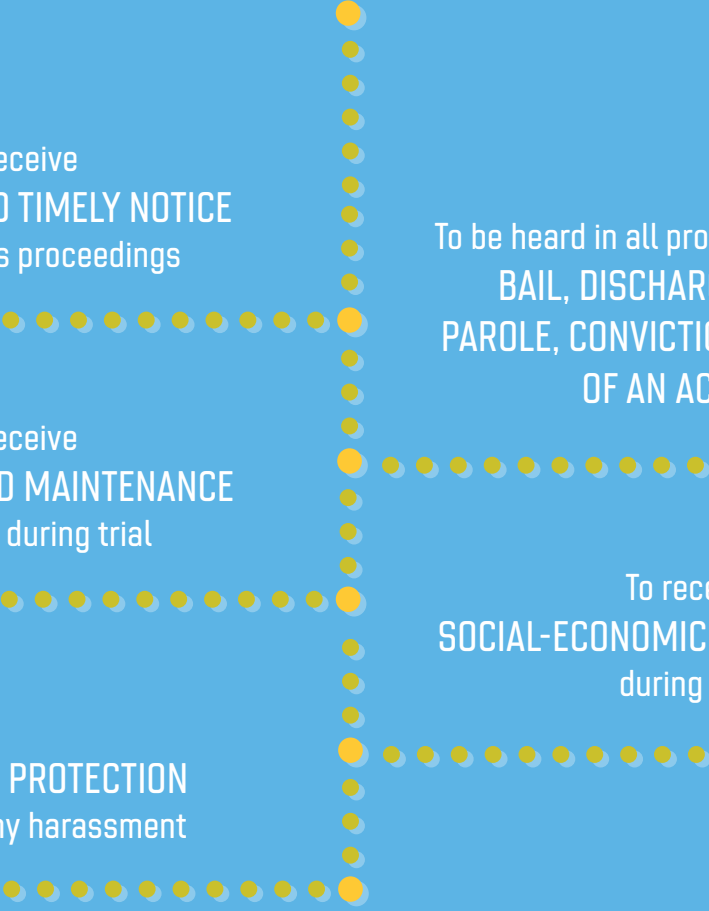 eceive
D TIMELY NOTICE
s proceedings
eceive
D MAINTENANCE
during trial
PROTECTION
ny harassment
To be heard in all pro
BAIL, DISCHAR
PAROLE, CONVICTIO
OF AN AC
To rece
SOCIAL-ECONOMIC
during